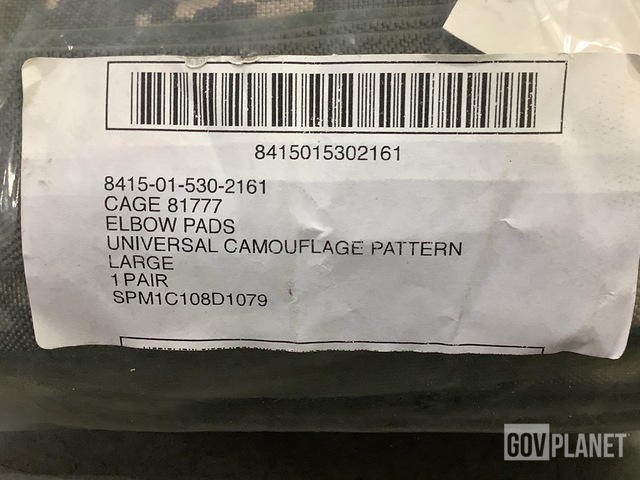 8415015302161
8415-01-530-2161
CAGE 81777
ELBOW PADS
UNIVERSAL CAMOUFLAGE PATTERN
LARGE
1 PAIR
SPM1C108D1079
GOVPLANET